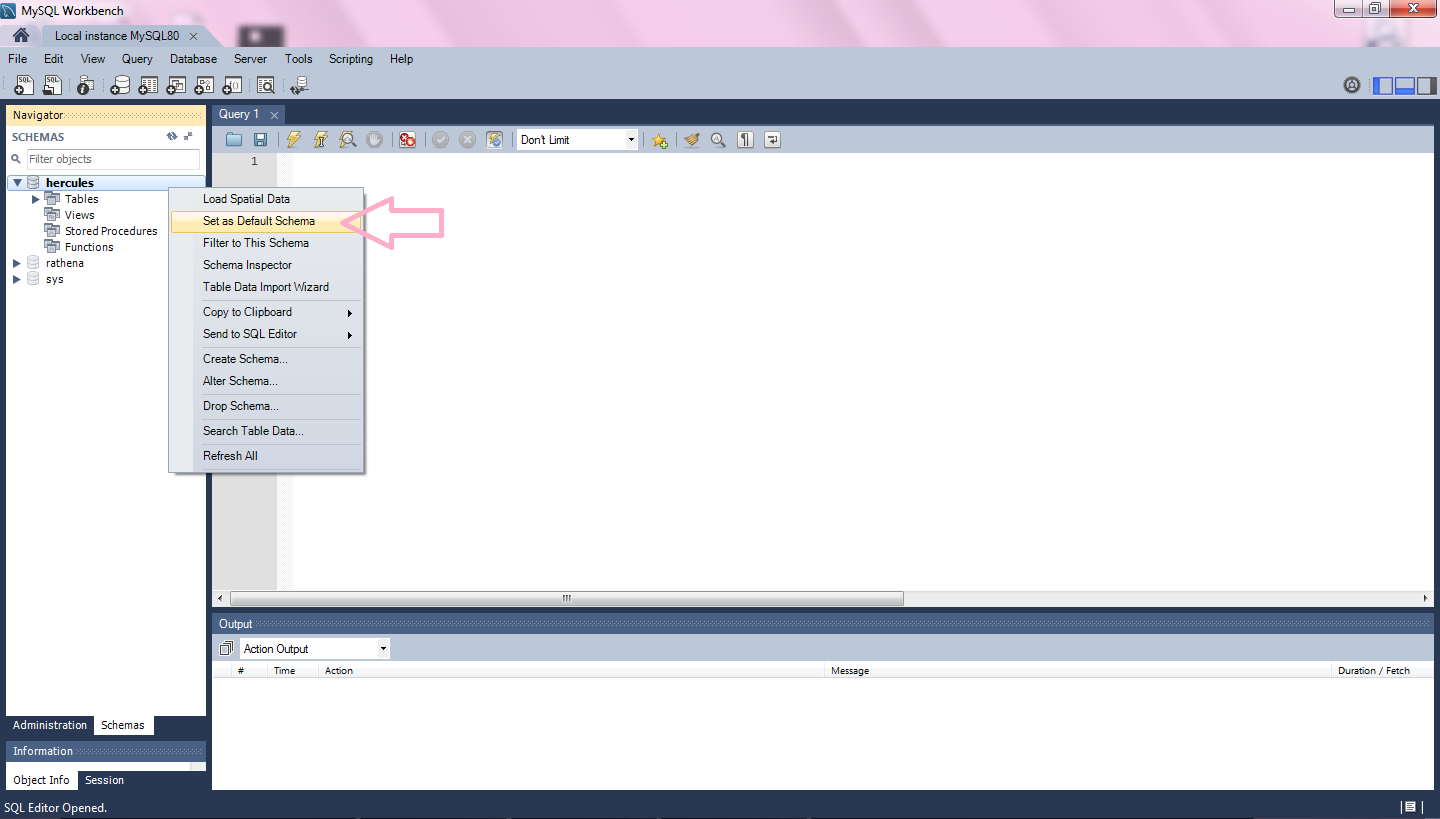 MySQL Workbench
Local instance MySQL80
File Edit View Query Database Server Tools Scripting Help
Navigator
SCHEMAS
Filter objects
hercules
Tables
Views
Stored Procedures
Functions
rathena
sys
Load Spatial Data
Set as Default Schema
Filter to This Schema
Schema Inspector
Table Data Import Wizard
Copy to Clipboard
Send to SQL Editor
Create Schema...
Alter Schema...
Drop Schema...
Search Table Data...
Refresh All
Query 1
Don't Limit
1
Output
Action Output
# Time Action Message Duration / Fetch
Administration Schemas
Information
Object Info Session
SQL Editor Opened.